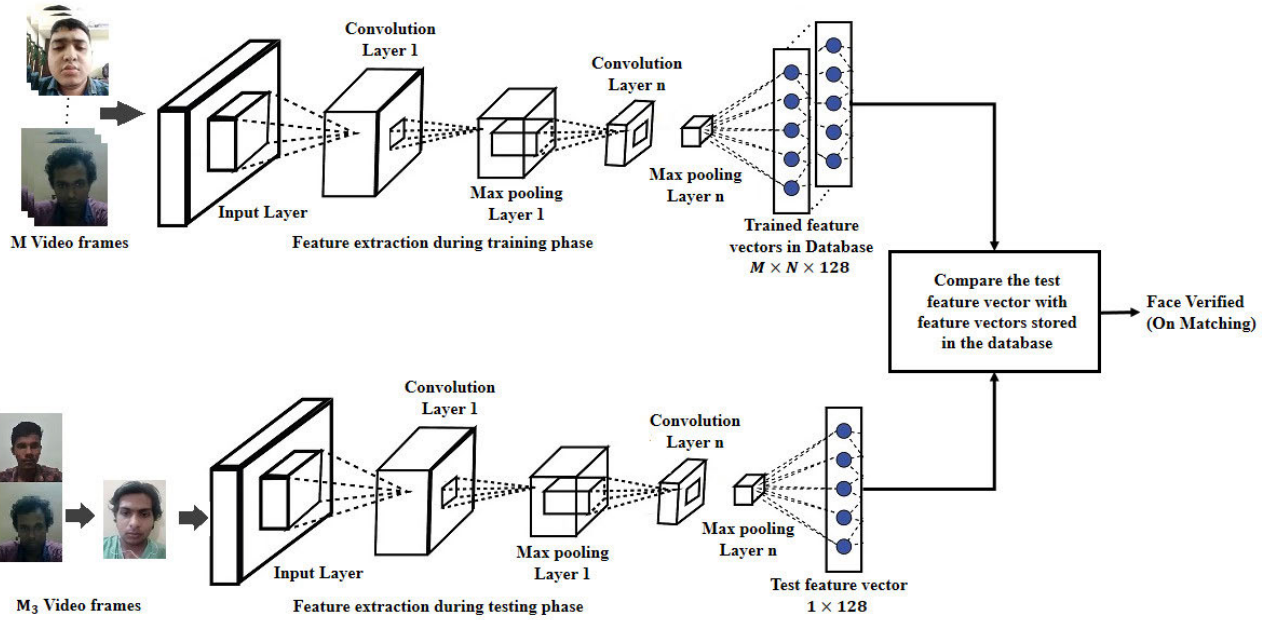 Convolution
Layer 1
Convolution
Layer n
Max pooling
Layer 1
Max pooling
Layer n
Input Layer
M Video frames
Feature extraction during training phase
Trained feature
vectors in Database
M × N × 128
Compare the test
feature vector with
feature vectors stored
in the database
Face Verified
(On Matching)
Convolution
Layer 1
Convolution
Layer n
Max pooling
Layer 1
Max pooling
Layer n
Input Layer
M₃ Video frames
Feature extraction during testing phase
Test feature vector
1 × 128